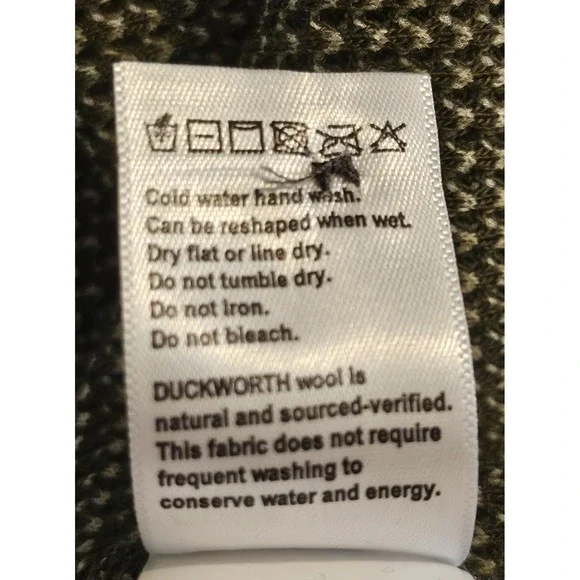 Cold water hand wash.
Can be reshaped when wet.
Dry flat or line dry.
Do not tumble dry.
Do not iron.
Do not bleach.
DUCKWORTH wool is
natural and sourced-verified.
This fabric does not require
frequent washing to
conserve water and energy.